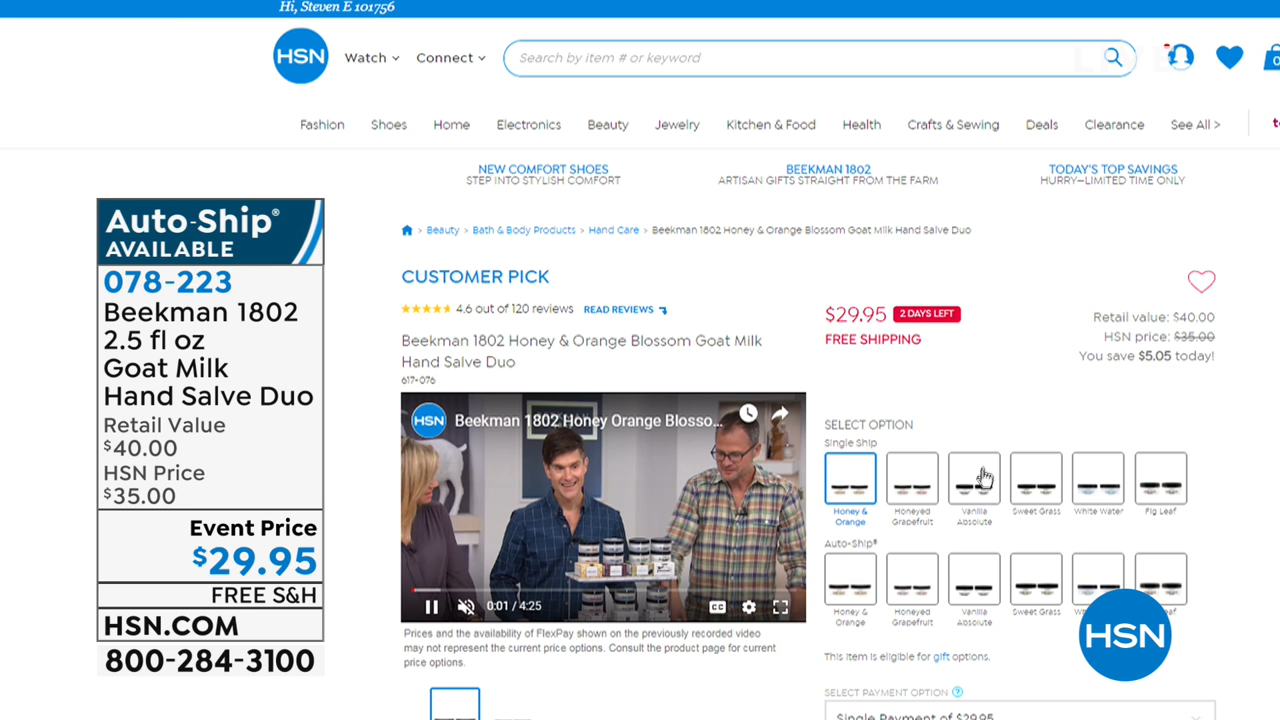 Hi, Steven E 101756
HSN
Watch
Connect
Search by item # or keyword
0
Fashion
Shoes
Home
Electronics
Beauty
Jewelry
Kitchen & Food
Health
Crafts & Sewing
Deals
Clearance
See All >
NEW COMFORT SHOES
STEP INTO STYLISH COMFORT
BEEKMAN 1802
ARTISAN GIFTS STRAIGHT FROM THE FARM
TODAY'S TOP SAVINGS
HURRY—LIMITED TIME ONLY
Auto-Ship®
AVAILABLE
078-223
Beekman 1802
2.5 fl oz
Goat Milk
Hand Salve Duo
Retail Value
$40.00
HSN Price
$35.00
Event Price
$29.95
FREE S&H
HSN.COM
800-284-3100
> Beauty > Bath & Body Products > Hand Care > Beekman 1802 Honey & Orange Blossom Goat Milk Hand Salve Duo
CUSTOMER PICK
4.6 out of 120 reviews READ REVIEWS
Beekman 1802 Honey & Orange Blossom Goat Milk
Hand Salve Duo
617-076
HSN
Beekman 1802 Honey Orange Blosso...
0:01 / 4:25
CC
Prices and the availability of FlexPay shown on the previously recorded video
may not represent the current price options. Consult the product page for current
price options.
$29.95 2 DAYS LEFT
FREE SHIPPING
Retail value: $40.00
HSN price: $35.00
You save $5.05 today!
SELECT OPTION
Single Ship
Honey &
Orange
Honeyed
Grapefruit
Vanilla
Absolute
Sweet Grass
White Water
Fig Leaf
Auto-Ship®
Honey &
Orange
Honeyed
Grapefruit
Vanilla
Absolute
Sweet Grass
HSN
This item is eligible for gift options.
SELECT PAYMENT OPTION ?
Single Payment of $29.95